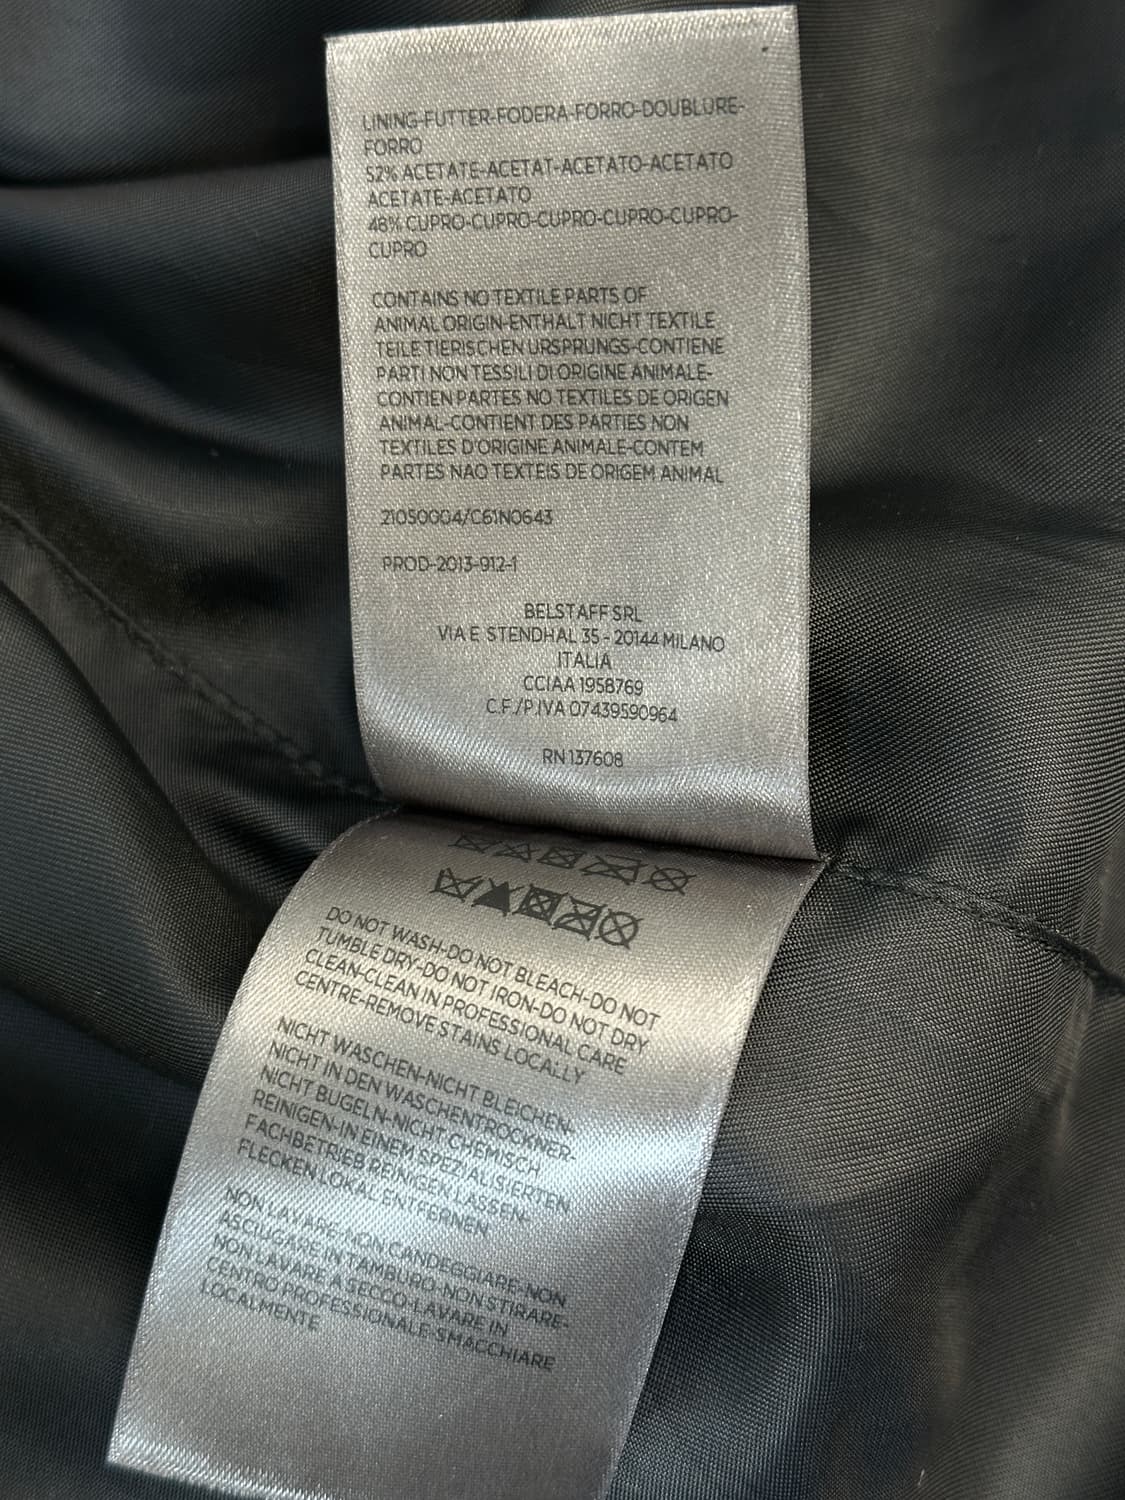 LINING-FUTTER-FODERA-FORRO-DOUBLURE-
FORRO
52% ACETATE-ACETAT-ACETATO-ACETATO
ACETATE-ACETATO
48% CUPRO-CUPRO-CUPRO-CUPRO-CUPRO-
CUPRO
CONTAINS NO TEXTILE PARTS OF
ANIMAL ORIGIN-ENTHALT NICHT TEXTILE
TEILE TIERISCHEN URSPRUNGS-CONTIENE
PARTI NON TESSILI DI ORIGINE ANIMALE-
CONTIEN PARTES NO TEXTILES DE ORIGEN
ANIMAL-CONTIENT DES PARTIES NON
TEXTILES D'ORIGINE ANIMALE-CONTEM
PARTES NAO TEXTEIS DE ORIGEM ANIMAL
21050004/C61N0643
PROD-2013-912-1
BELSTAFF SRL
VIA E STENDHAL 35 - 20144 MILANO
ITALIA
CCIAA 1958769
C.F./P.IVA 07439590964
RN 137608
DO NOT WASH-DO NOT BLEACH-DO NOT
TUMBLE DRY-DO NOT IRON-DO NOT DRY
CLEAN-CLEAN IN PROFESSIONAL CARE
CENTRE-REMOVE STAINS LOCALLY
NICHT WASCHEN-NICHT BLEICHEN-
NICHT IN DEN WASCHENTROCKNER-
NICHT BUGELN-NICHT CHEMISCH
REINIGEN-IN EINEM SPEZIALISIERTEN
FACHBETRIEB REINIGEN LASSEN-
FLECKEN LOKAL ENTFERNEN
NON LAVARE-NON CANDEGGIARE-NON
ASCIUGARE IN TAMBURO-NON STIRARE-
NON LAVARE A SECCO-LAVARE IN
CENTRO PROFESSIONALE-SMACCHIARE
LOCALMENTE